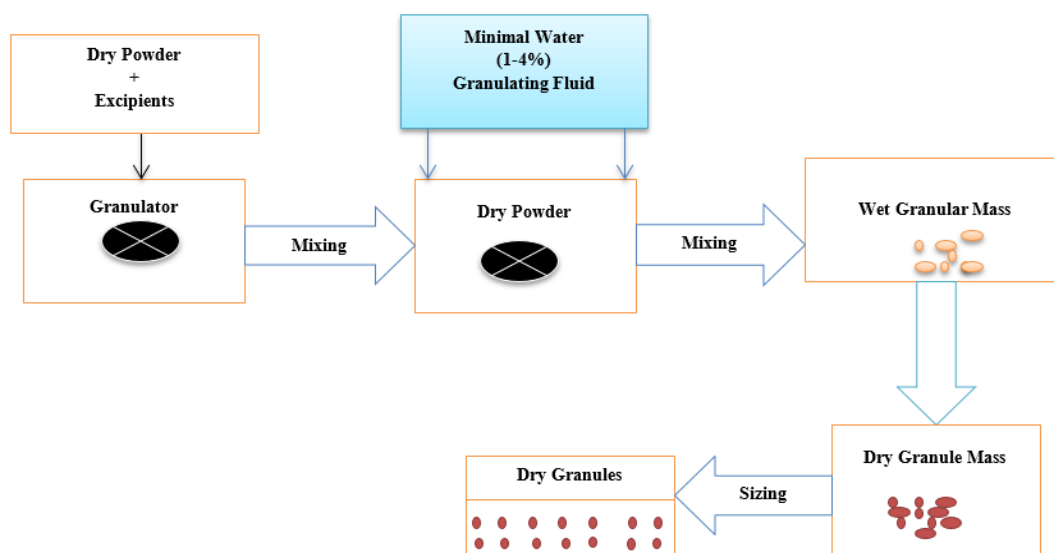 Dry Powder
+
Excipients
Minimal Water
(1-4%)
Granulating Fluid
Granulator
Mixing
Dry Powder
Mixing
Wet Granular Mass
Dry Granule Mass
Sizing
Dry Granules